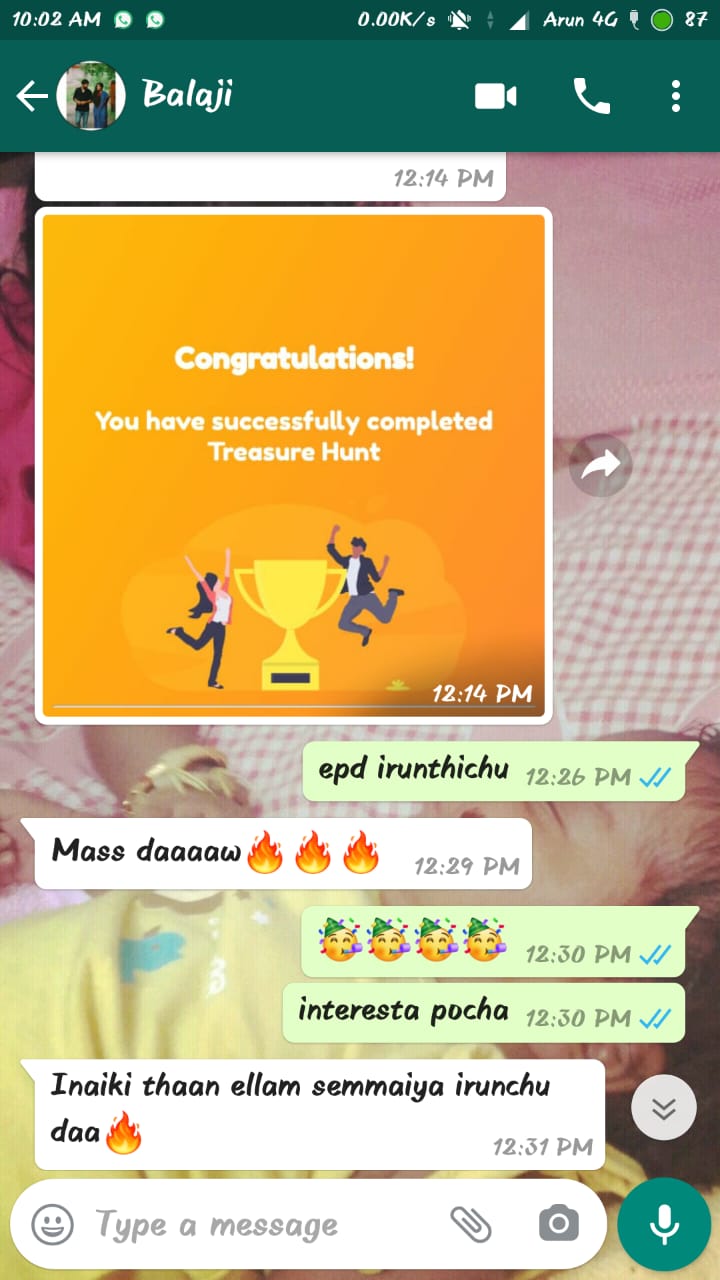 10:02 AM 0.00K/s Arun 4G 87
Balaji
12:14 PM
Congratulations!
You have successfully completed
Treasure Hunt
12:14 PM
epd irunthichu 12:26 PM
Mass daaaaw🔥🔥🔥 12:29 PM
🥳🥳🥳🥳 12:30 PM
interesta pocha 12:30 PM
Inaiki thaan ellam semmaiya irunchu
daa🔥 12:31 PM
Type a message